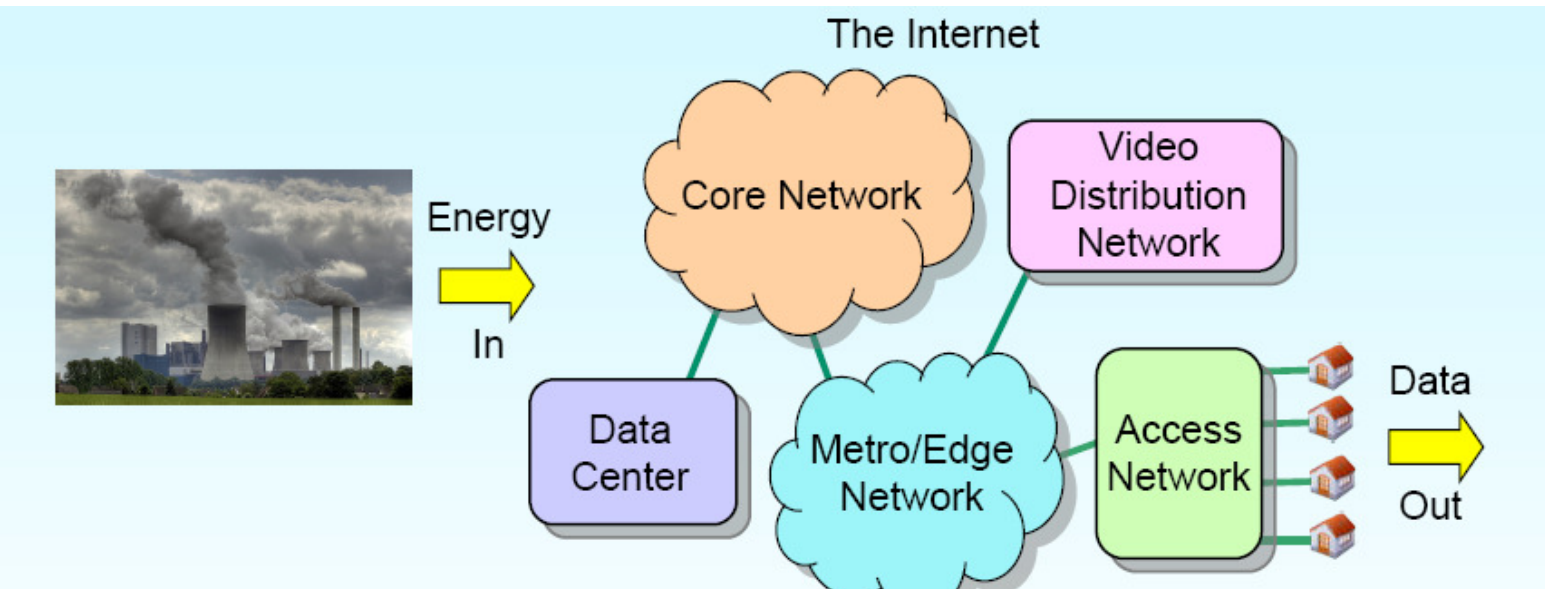 The Internet
Energy
In
Core Network
Video
Distribution
Network
Data
Center
Metro/Edge
Network
Access
Network
Data
Out